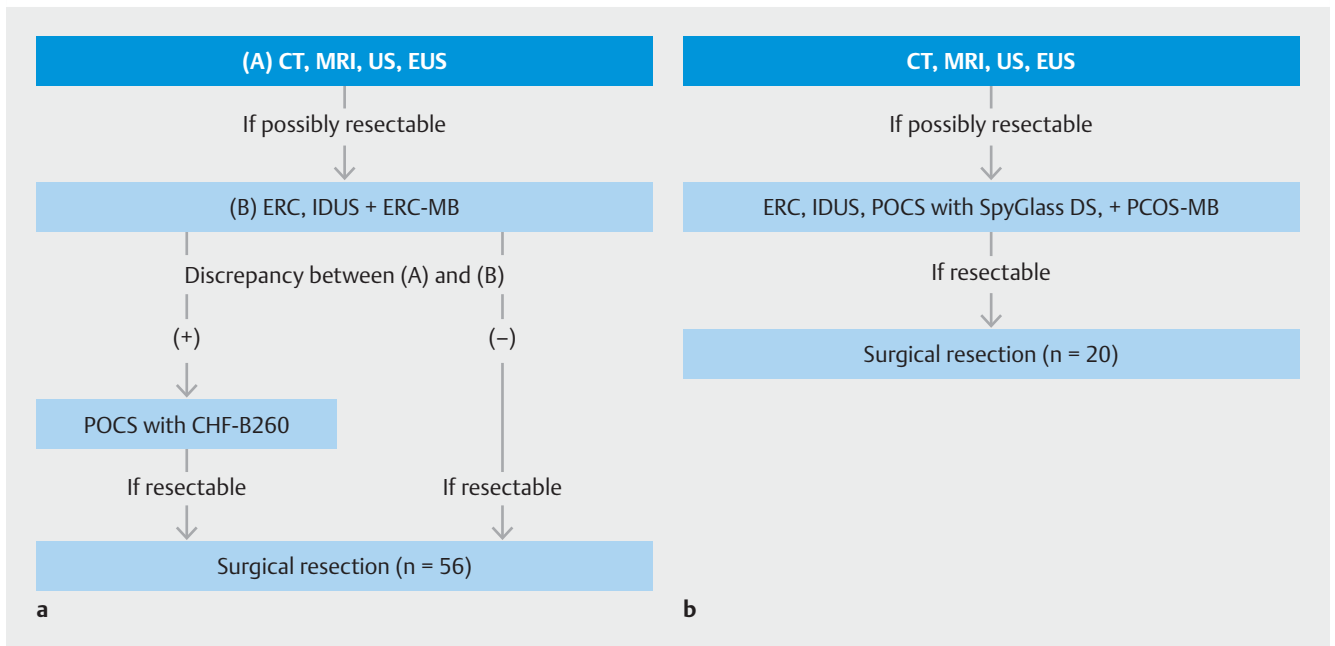 (A) CT, MRI, US, EUS
If possibly resectable
(B) ERC, IDUS + ERC-MB
Discrepancy between (A) and (B)
(+)
(–)
POCS with CHF-B260
If resectable
If resectable
Surgical resection (n = 56)
a
CT, MRI, US, EUS
If possibly resectable
ERC, IDUS, POCS with SpyGlass DS, + PCOS-MB
If resectable
Surgical resection (n = 20)
b